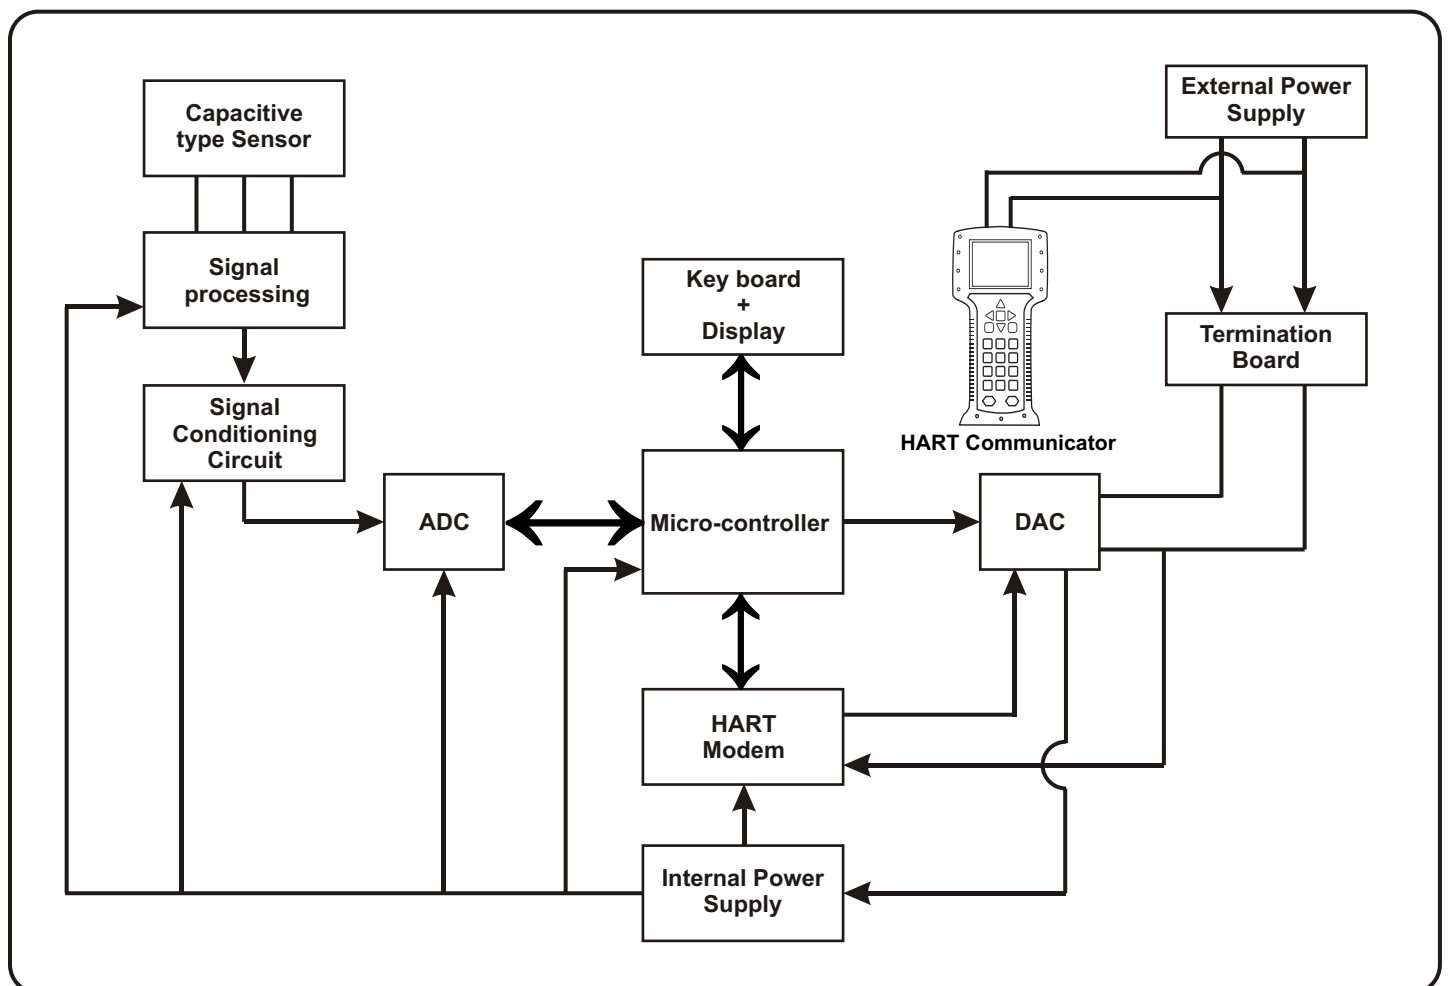 Capacitive
type Sensor
External Power
Supply
Signal
processing
Key board
+
Display
Termination
Board
Signal
Conditioning
Circuit
HART Communicator
ADC
Micro-controller
DAC
HART
Modem
Internal Power
Supply